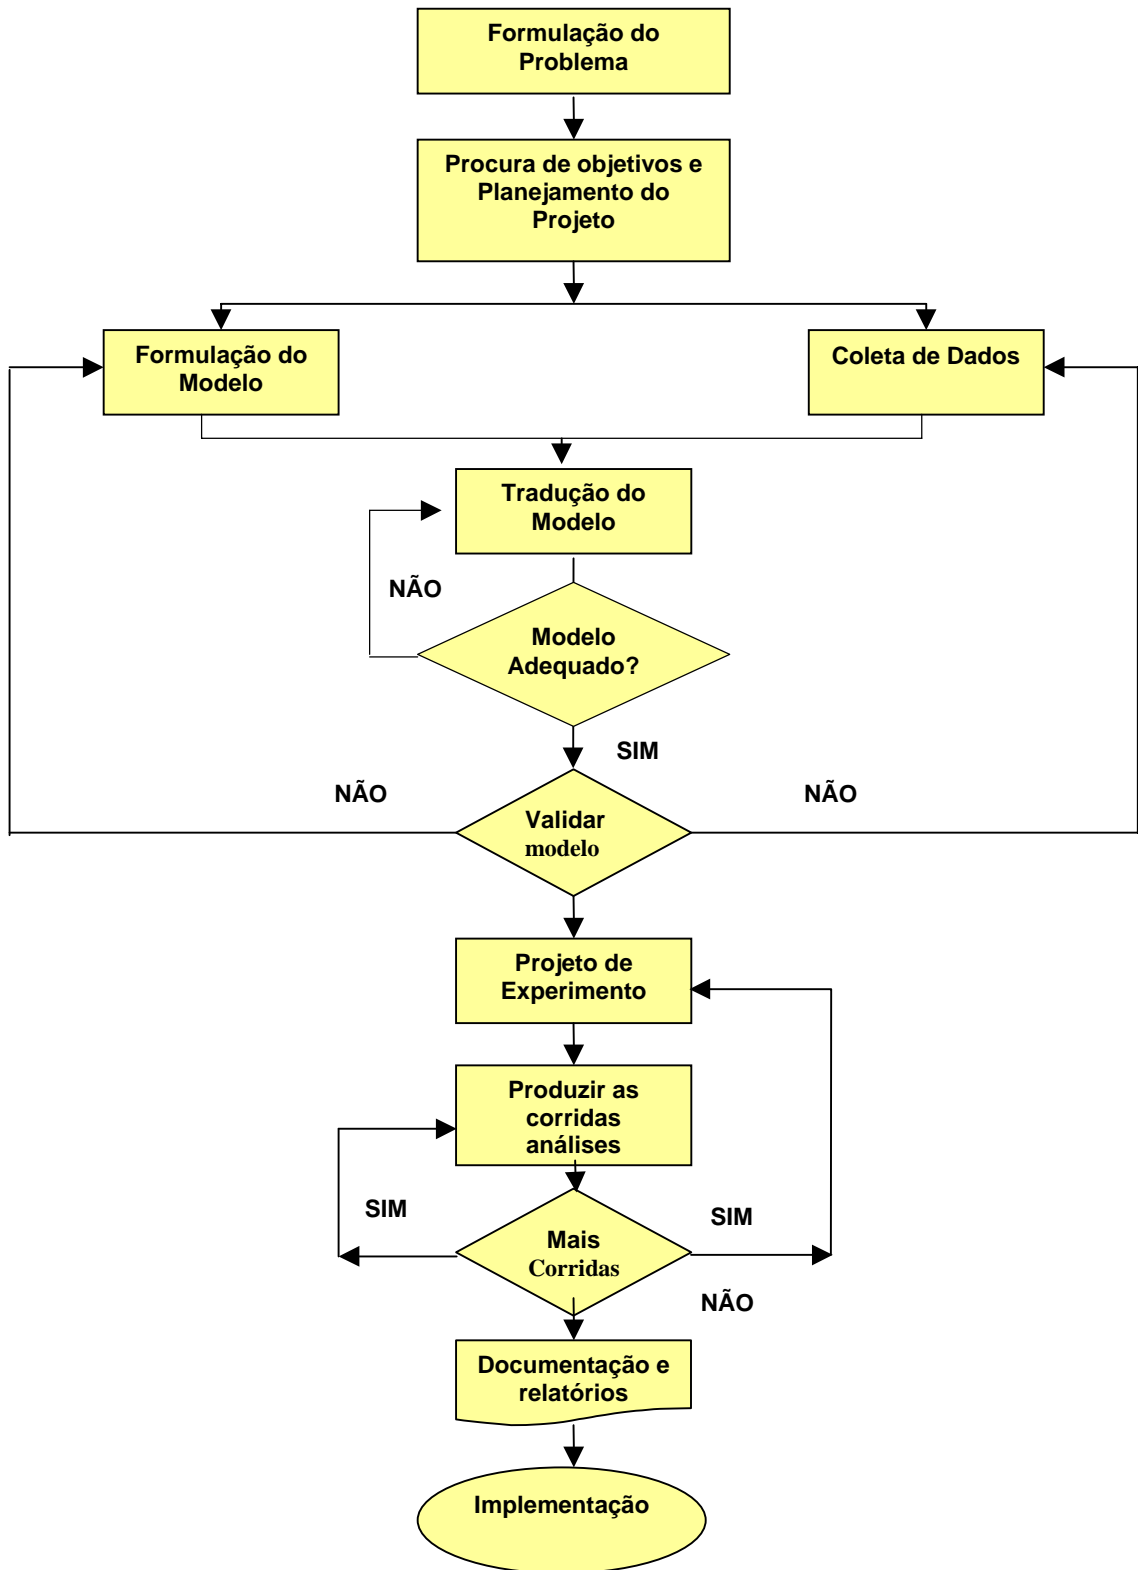 Formulação do
Problema
Procura de objetivos e
Planejamento do
Projeto
Formulação do
Modelo
Coleta de Dados
Tradução do
Modelo
NÃO
Modelo
Adequado?
SIM
NÃO
NÃO
Validar
modelo
Projeto de
Experimento
Produzir as
corridas
análises
SIM
SIM
Mais
Corridas
NÃO
Documentação e
relatórios
Implementação